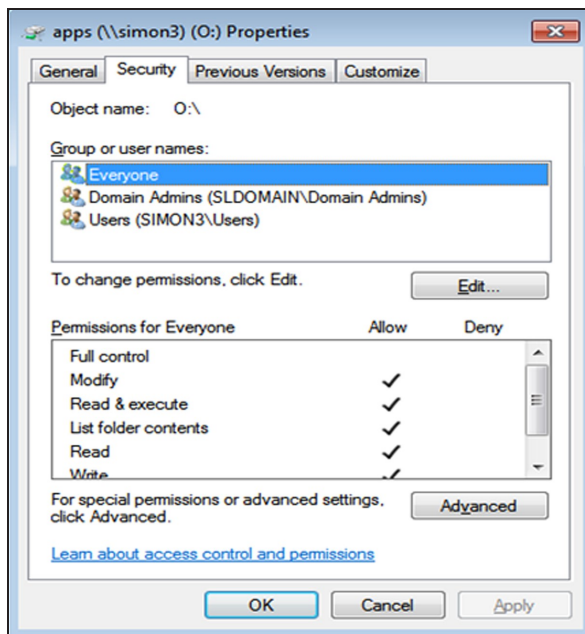 apps (\\simon3) (O:) Properties
General Security Previous Versions Customize
Object name: O:\
Group or user names:
Everyone
Domain Admins (SLDOMAIN\Domain Admins)
Users (SIMON3\Users)
To change permissions, click Edit.
Edit...
Permissions for Everyone Allow Deny
Full control
Modify
Read & execute
List folder contents
Read
Write
For special permissions or advanced settings,
click Advanced.
Advanced
Learn about access control and permissions
OK Cancel Apply